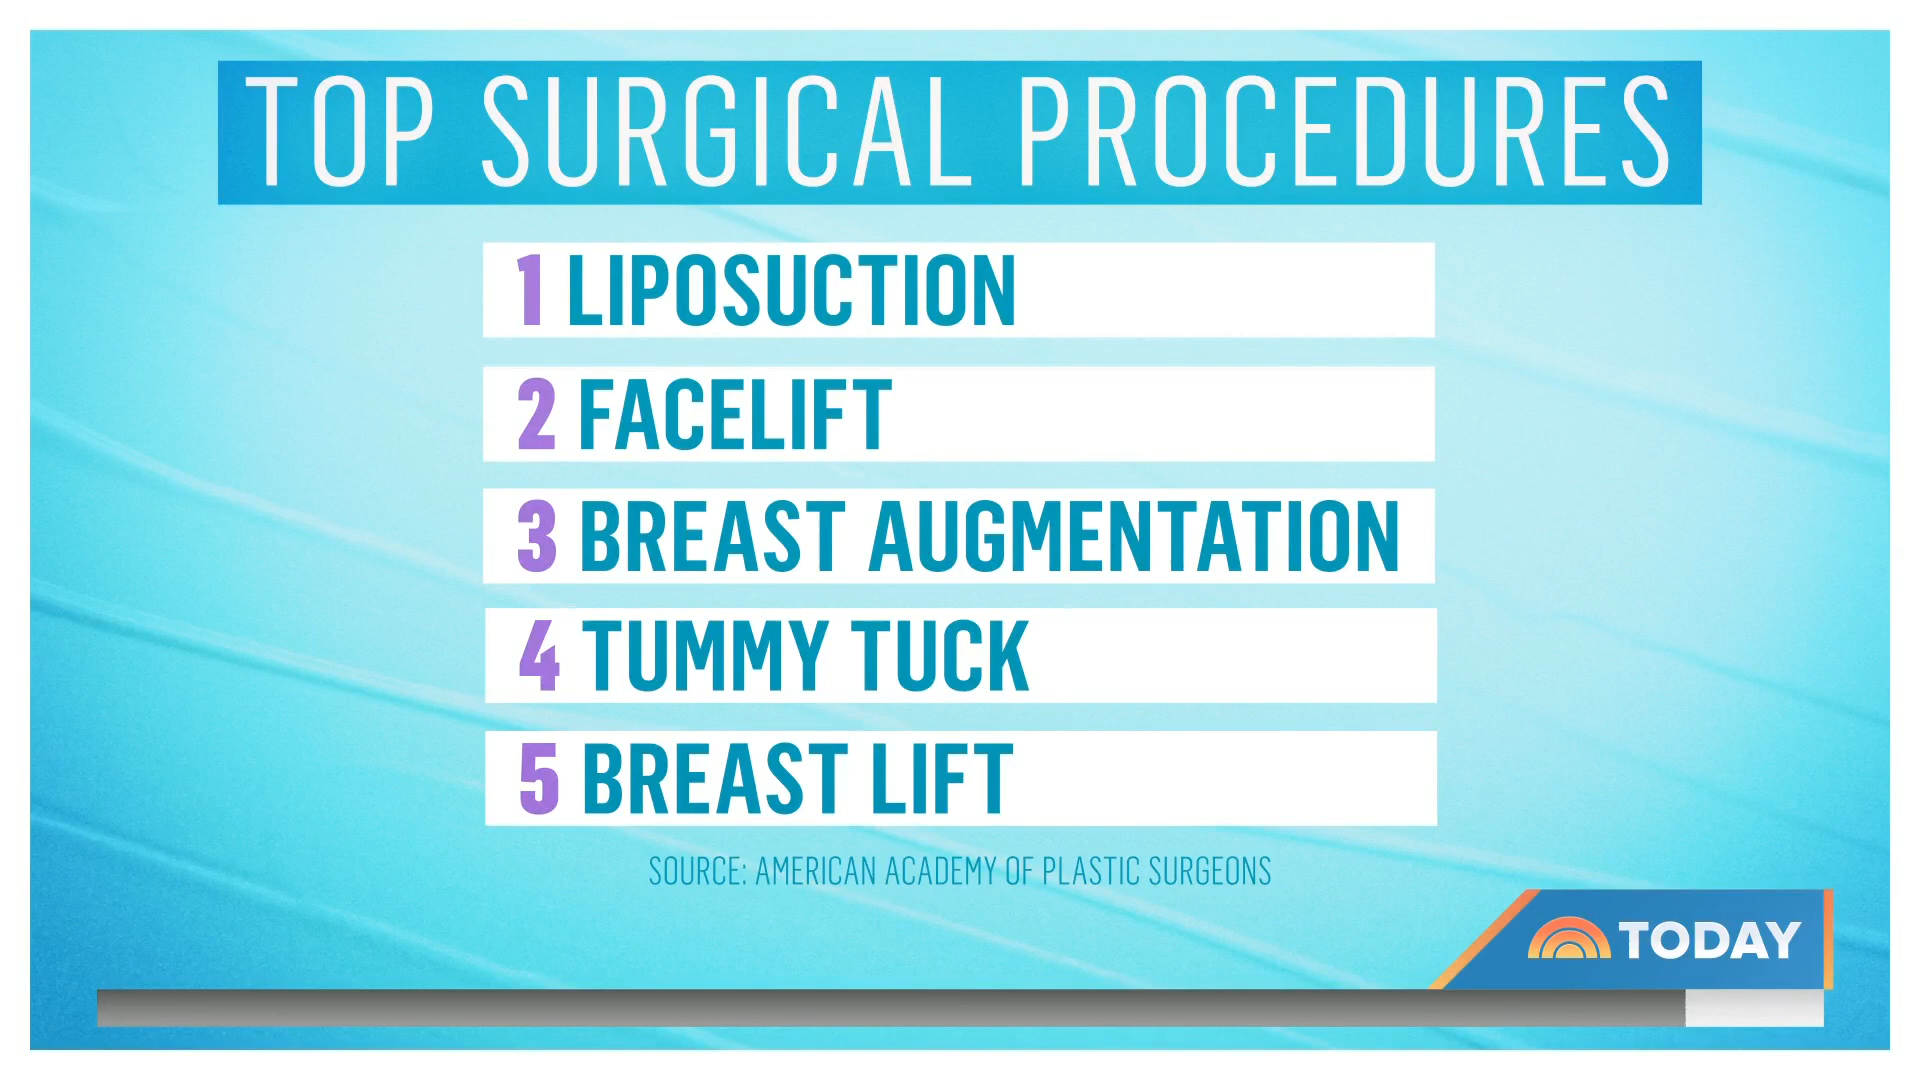 TOP SURGICAL PROCEDURES
1 LIPOSUCTION
2 FACELIFT
3 BREAST AUGMENTATION
4 TUMMY TUCK
5 BREAST LIFT
SOURCE: AMERICAN ACADEMY OF PLASTIC SURGEONS
TODAY